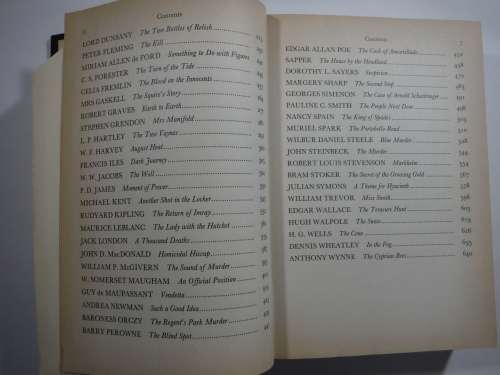 Contents
LORD DUNSANY The Two Bottles of Relish
PETER FLEMING The Kill
MIRIAM ALLEN de FORD Something to Do with Figures
C. S. FORESTER The Turn of the Tide
CELIA FREMLIN The Blood on the Innocents
MRS GASKELL The Squire's Story
ROBERT GRAVES Earth to Earth
STEPHEN GRENDON Mrs Manifold
L. P. HARTLEY The Two Vaynes
W. F. HARVEY August Heat
FRANCIS ILES Dark Journey
W. W. JACOBS The Well
P. D. JAMES Moment of Power
MICHAEL KENT Another Shot in the Locker
RUDYARD KIPLING The Return of Imray
MAURICE LEBLANC The Lady with the Hatchet
JACK LONDON A Thousand Deaths
JOHN D. MacDONALD Homicidal Hiccup
WILLIAM P. McGIVERN The Sound of Murder
W. SOMERSET MAUGHAM An Official Position
GUY de MAUPASSANT Vendetta
ANDREA NEWMAN Such a Good Idea
BARONESS ORCZY The Regent's Park Murder
BARRY PEROWNE The Blind Spot
Contents 7
EDGAR ALLAN POE The Cask of Amontillado 452
SAPPER The House by the Headland 458
DOROTHY L. SAYERS Suspicion
MARGERY SHARP The Second Step
GEORGES SIMENON The Case of Arnold Schuttringer
PAULINE C. SMITH The People Next Door
NANCY SPAIN The King of Spades
MURIEL SPARK The Portobello Road
WILBUR DANIEL STEELE Blue Murder
JOHN STEINBECK The Murder
ROBERT LOUIS STEVENSON Markheim
BRAM STOKER The Secret of the Growing Gold
JULIAN SYMONS A Theme for Hyacinth
WILLIAM TREVOR Miss Smith
EDGAR WALLACE The Treasure Hunt
HUGH WALPOLE The Snow
H. G. WELLS The Cone
DENNIS WHEATLEY In the Fog
ANTHONY WYNNE The Cyprian Bees